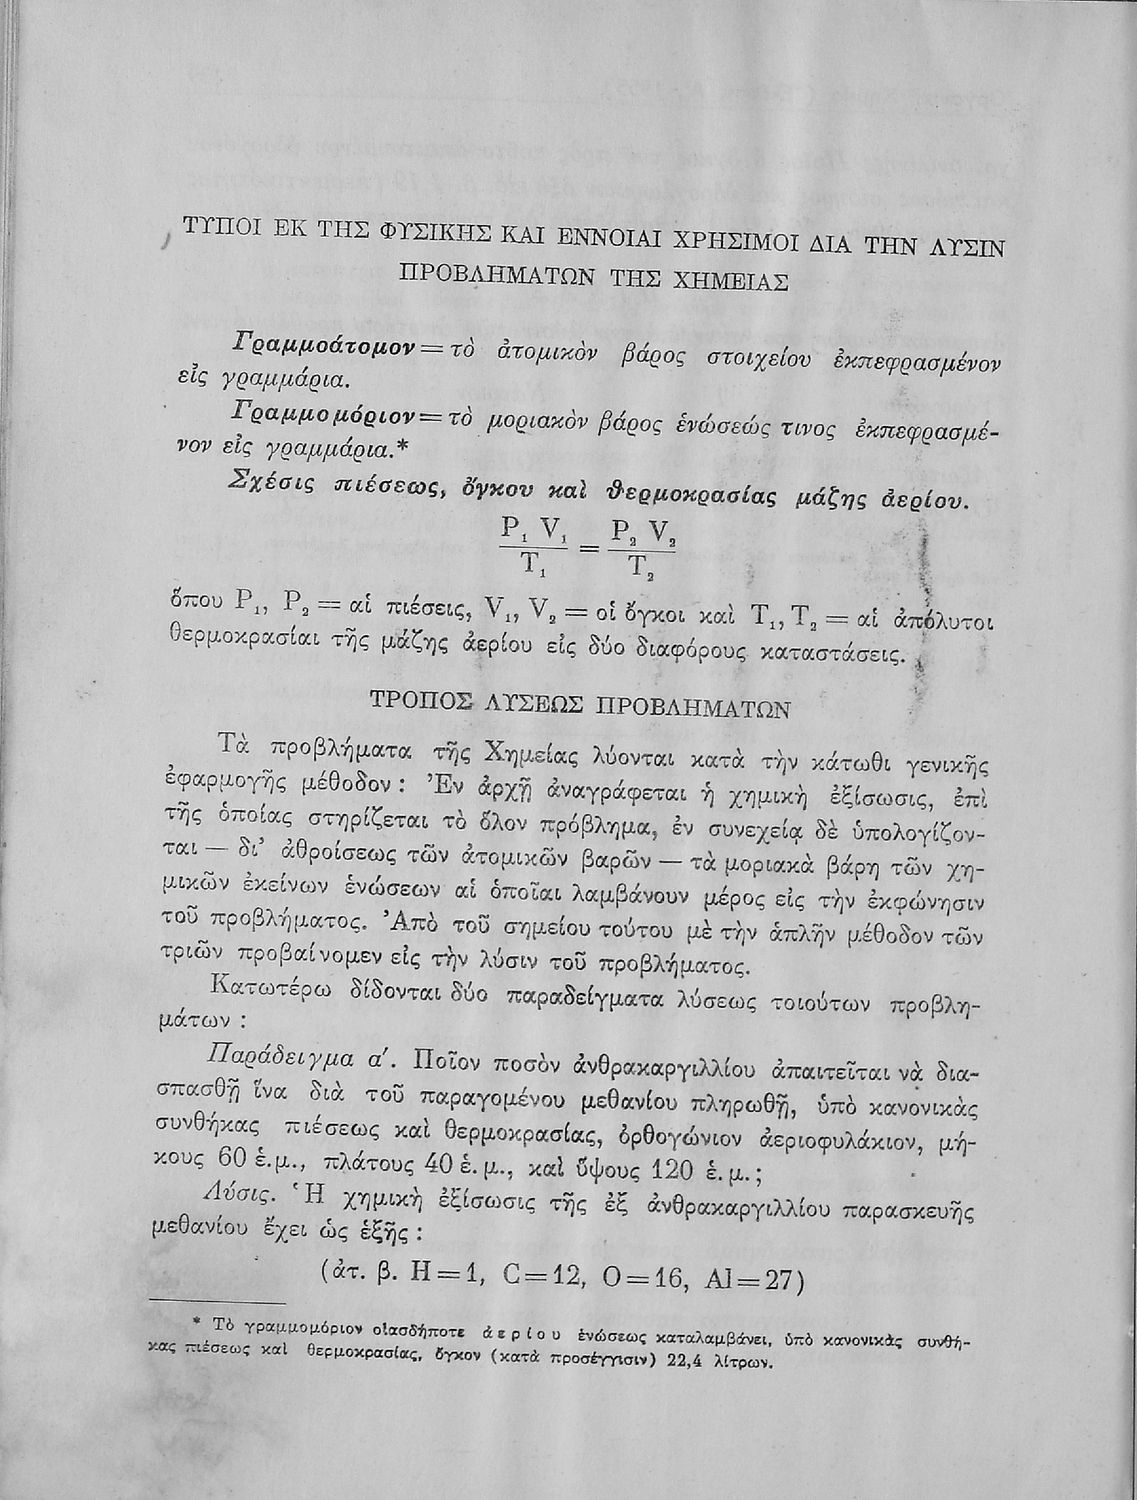 ΤΥΠΟΙ ΕΚ ΤΗΣ ΦΥΣΙΚΗΣ ΚΑΙ ΕΝΝΟΙΑΙ ΧΡΗΣΙΜΟΙ ΔΙΑ ΤΗΝ ΛΥΣΙΝ
ΠΡΟΒΛΗΜΑΤΩΝ ΤΗΣ ΧΗΜΕΙΑΣ
Γραμμοάτομον = τὸ ἀτομικὸν βάρος στοιχείου ἐκπεφρασμένον
εἰς γραμμάρια.
Γραμμομόριον = τὸ μοριακὸν βάρος ἑνώσεώς τινος ἐκπεφρασμέ-
νον εἰς γραμμάρια.*
Σχέσις πιέσεως, ὄγκου καὶ θερμοκρασίας μάζης ἀερίου.
P₁ V₁ / T₁ = P₂ V₂ / T₂
ὅπου P₁, P₂ = αἱ πιέσεις, V₁, V₂ = οἱ ὄγκοι καὶ T₁, T₂ = αἱ ἀπόλυτοι
θερμοκρασίαι τῆς μάζης ἀερίου εἰς δύο διαφόρους καταστάσεις.
ΤΡΟΠΟΣ ΛΥΣΕΩΣ ΠΡΟΒΛΗΜΑΤΩΝ
Τὰ προβλήματα τῆς Χημείας λύονται κατὰ τὴν κάτωθι γενικῆς
ἐφαρμογῆς μέθοδον : Ἐν ἀρχῇ ἀναγράφεται ἡ χημικὴ ἐξίσωσις, ἐπὶ
τῆς ὁποίας στηρίζεται τὸ ὅλον πρόβλημα, ἐν συνεχείᾳ δὲ ὑπολογίζον-
ται — δι' ἀθροίσεως τῶν ἀτομικῶν βαρῶν — τὰ μοριακὰ βάρη τῶν χη-
μικῶν ἐκείνων ἑνώσεων αἱ ὁποῖαι λαμβάνουν μέρος εἰς τὴν ἐκφώνησιν
τοῦ προβλήματος. Ἀπὸ τοῦ σημείου τούτου μὲ τὴν ἁπλῆν μέθοδον τῶν
τριῶν προβαίνομεν εἰς τὴν λύσιν τοῦ προβλήματος.
Κατωτέρω δίδονται δύο παραδείγματα λύσεως τοιούτων προβλη-
μάτων :
Παράδειγμα α'. Ποῖον ποσὸν ἀνθρακαργιλλίου ἀπαιτεῖται νὰ δια-
σπασθῇ ἵνα διὰ τοῦ παραγομένου μεθανίου πληρωθῇ, ὑπὸ κανονικὰς
συνθήκας πιέσεως καὶ θερμοκρασίας, ὀρθογώνιον ἀεριοφυλάκιον, μή-
κους 60 ἑ.μ., πλάτους 40 ἑ.μ., καὶ ὕψους 120 ἑ.μ.;
Λύσις. Ἡ χημικὴ ἐξίσωσις τῆς ἐξ ἀνθρακαργιλλίου παρασκευῆς
μεθανίου ἔχει ὡς ἑξῆς :
(ἀτ. β. H = 1, C = 12, O = 16, Al = 27)
* Τὸ γραμμομόριον οἱασδήποτε ἀερίου ἑνώσεως καταλαμβάνει, ὑπὸ κανονικὰς συνθή-
κας πιέσεως καὶ θερμοκρασίας, ὄγκον (κατὰ προσέγγισιν) 22,4 λίτρων.